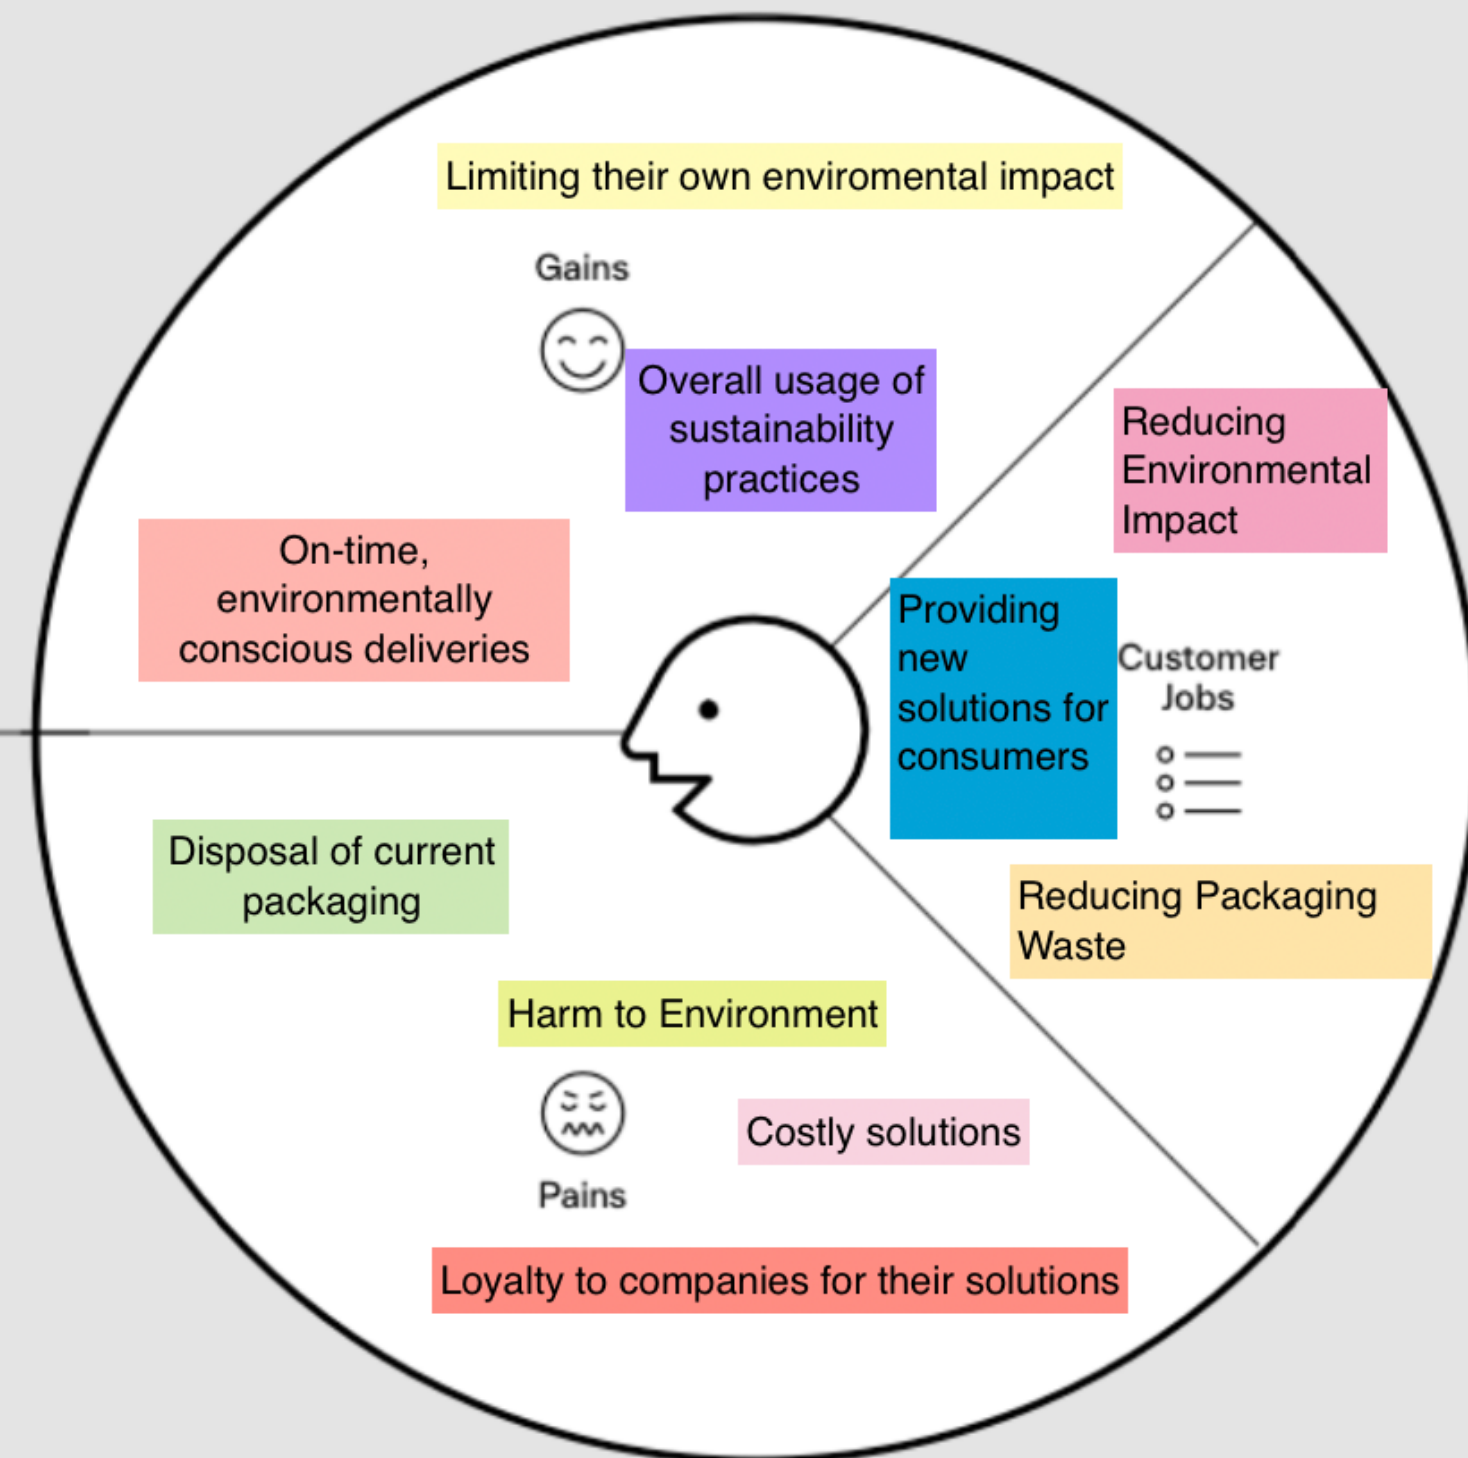 Limiting their own enviromental impact
Gains
Overall usage of
sustainability
practices
On-time,
environmentally
conscious deliveries
Reducing
Environmental
Impact
Providing
new
solutions for
consumers
Customer
Jobs
Reducing Packaging
Waste
Disposal of current
packaging
Harm to Environment
Costly solutions
Pains
Loyalty to companies for their solutions